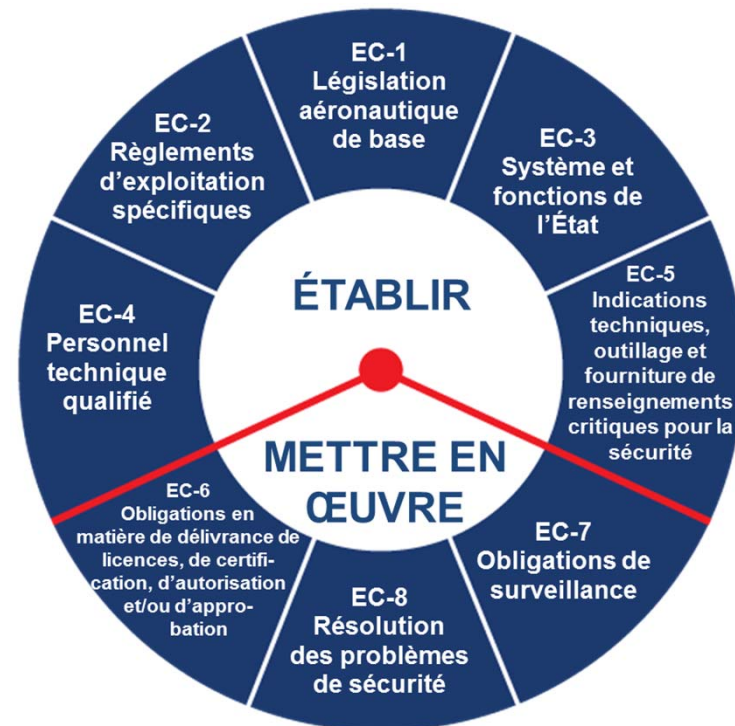 EC-1
Législation
aéronautique
de base
EC-2
Règlements
d’exploitation
spécifiques
EC-3
Système et
fonctions de
l’État
EC-4
Personnel
technique
qualifié
ÉTABLIR
EC-5
Indications
techniques,
outillage et
fourniture de
renseignements
critiques pour la
sécurité
METTRE EN
ŒUVRE
EC-6
Obligations en
matière de délivrance de
licences, de certifi-
cation, d’autorisation
et/ou d’appro-
bation
EC-8
Résolution
des problèmes
de sécurité
EC-7
Obligations de
surveillance